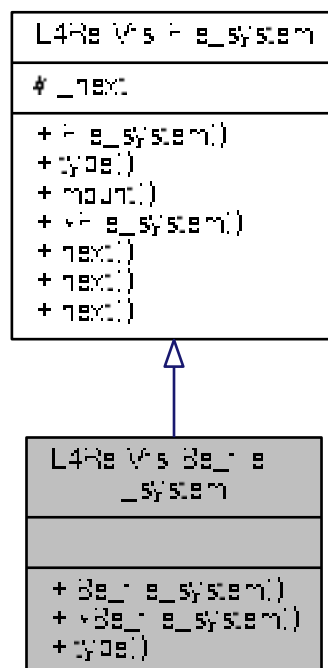 L4Re::Vfs::File_system
# _next
+ File_system()
+ type()
+ mount()
+ ~File_system()
+ next()
+ next()
+ next()
L4Re::Vfs::Be_file
_system
+ Be_file_system()
+ ~Be_file_system()
+ type()